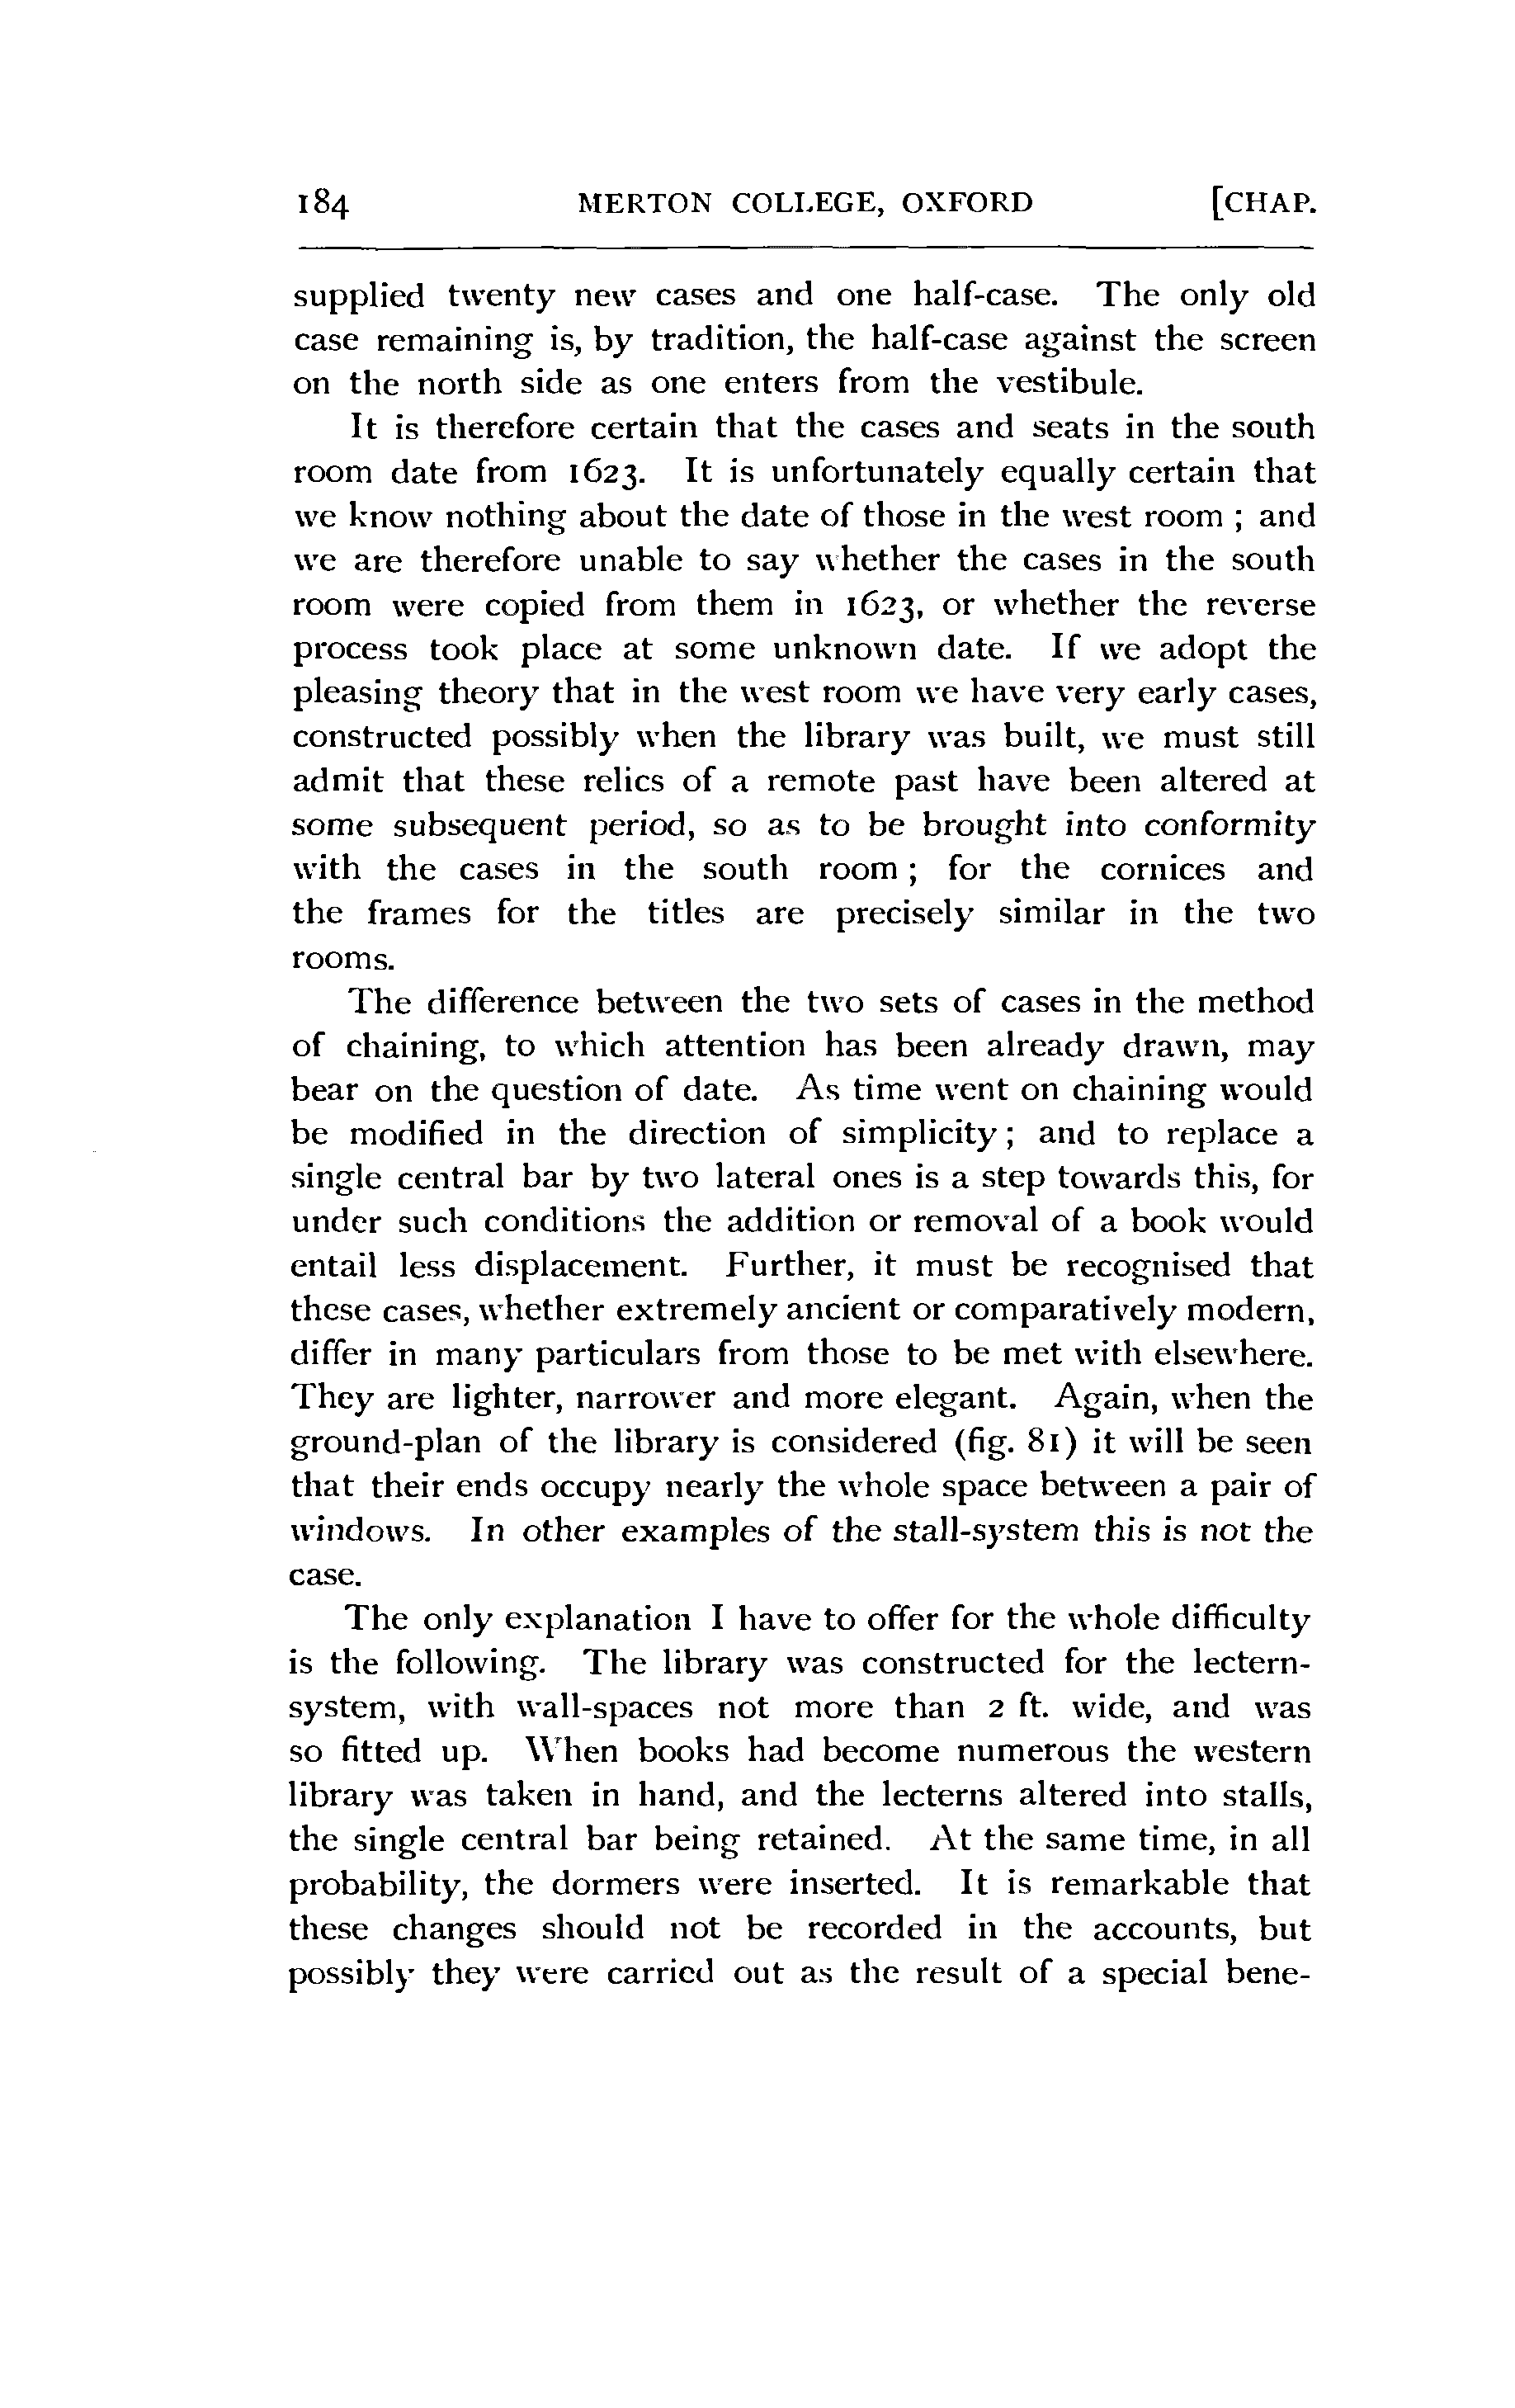 184 MERTON COLLEGE, OXFORD [CHAP.
supplied twenty new cases and one half-case. The only old
case remaining is, by tradition, the half-case against the screen
on the north side as one enters from the vestibule.
It is therefore certain that the cases and seats in the south
room date from 1623. It is unfortunately equally certain that
we know nothing about the date of those in the west room ; and
we are therefore unable to say whether the cases in the south
room were copied from them in 1623, or whether the reverse
process took place at some unknown date. If we adopt the
pleasing theory that in the west room we have very early cases,
constructed possibly when the library was built, we must still
admit that these relics of a remote past have been altered at
some subsequent period, so as to be brought into conformity
with the cases in the south room ; for the cornices and
the frames for the titles are precisely similar in the two
rooms.
The difference between the two sets of cases in the method
of chaining, to which attention has been already drawn, may
bear on the question of date. As time went on chaining would
be modified in the direction of simplicity ; and to replace a
single central bar by two lateral ones is a step towards this, for
under such conditions the addition or removal of a book would
entail less displacement. Further, it must be recognised that
these cases, whether extremely ancient or comparatively modern,
differ in many particulars from those to be met with elsewhere.
They are lighter, narrower and more elegant. Again, when the
ground-plan of the library is considered (fig. 81) it will be seen
that their ends occupy nearly the whole space between a pair of
windows. In other examples of the stall-system this is not the
case.
The only explanation I have to offer for the whole difficulty
is the following. The library was constructed for the lectern-
system, with wall-spaces not more than 2 ft. wide, and was
so fitted up. When books had become numerous the western
library was taken in hand, and the lecterns altered into stalls,
the single central bar being retained. At the same time, in all
probability, the dormers were inserted. It is remarkable that
these changes should not be recorded in the accounts, but
possibly they were carried out as the result of a special bene-